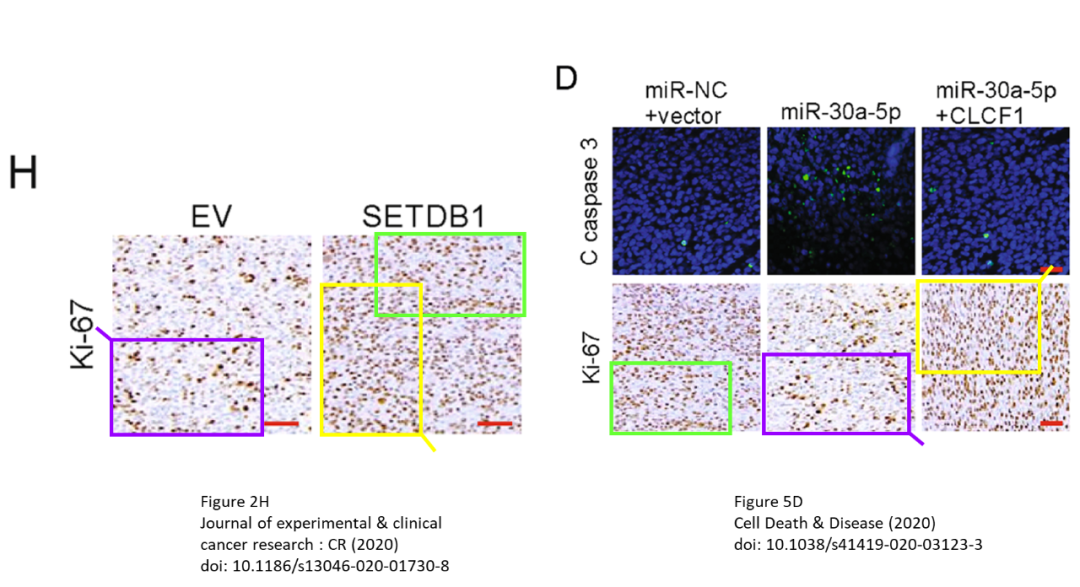 H
EV
SETDB1
Ki-67
Figure 2H
Journal of experimental & clinical
cancer research : CR (2020)
doi: 10.1186/s13046-020-01730-8
D
miR-NC
+vector
miR-30a-5p
miR-30a-5p
+CLCF1
C caspase 3
Ki-67
Figure 5D
Cell Death & Disease (2020)
doi: 10.1038/s41419-020-03123-3